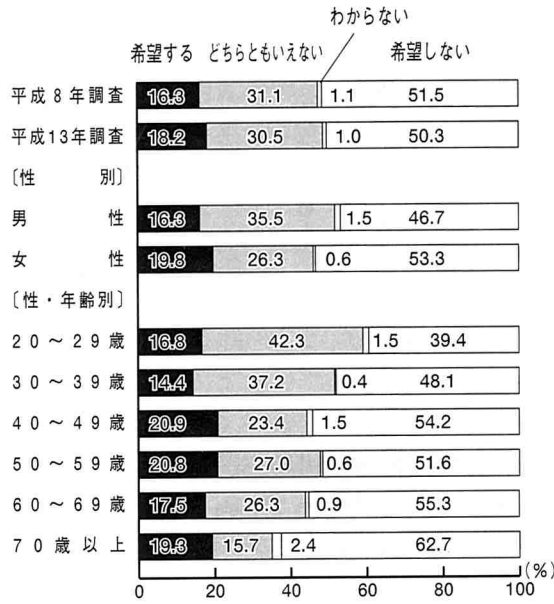 わからない
希望する どちらともいえない 希望しない
平成8年調査 16.3 31.1 1.1 51.5
平成13年調査 18.2 30.5 1.0 50.3
〔性 別〕
男 性 16.3 35.5 1.5 46.7
女 性 19.8 26.3 0.6 53.3
〔性・年齢別〕
20～29歳 16.8 42.3 1.5 39.4
30～39歳 14.4 37.2 0.4 48.1
40～49歳 20.9 23.4 1.5 54.2
50～59歳 20.8 27.0 0.6 51.6
60～69歳 17.5 26.3 0.9 55.3
70歳以上 19.3 15.7 2.4 62.7
0 20 40 60 80 100 (%)